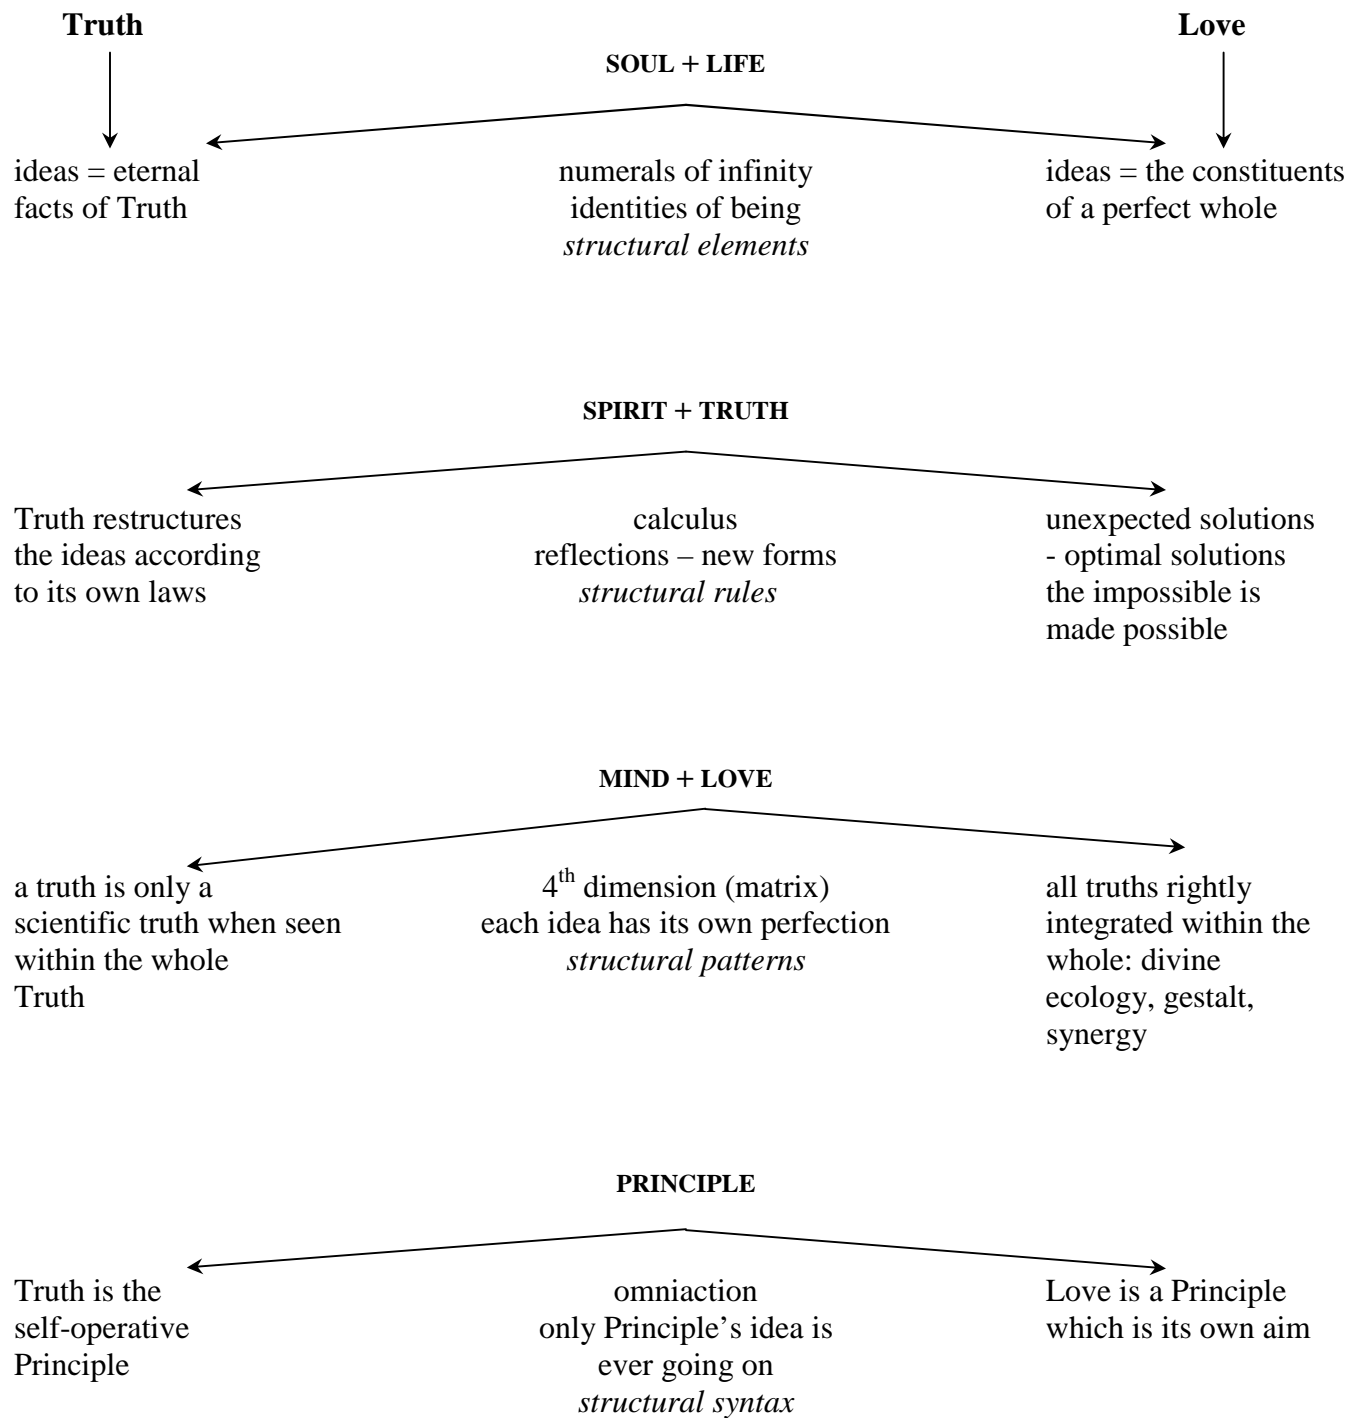 Truth
Love
SOUL + LIFE
ideas = eternal
facts of Truth
numerals of infinity
identities of being
structural elements
ideas = the constituents
of a perfect whole
SPIRIT + TRUTH
Truth restructures
the ideas according
to its own laws
calculus
reflections – new forms
structural rules
unexpected solutions
- optimal solutions
the impossible is
made possible
MIND + LOVE
a truth is only a
scientific truth when seen
within the whole
Truth
4th dimension (matrix)
each idea has its own perfection
structural patterns
all truths rightly
integrated within the
whole: divine
ecology, gestalt,
synergy
PRINCIPLE
Truth is the
self-operative
Principle
omniaction
only Principle’s idea is
ever going on
structural syntax
Love is a Principle
which is its own aim